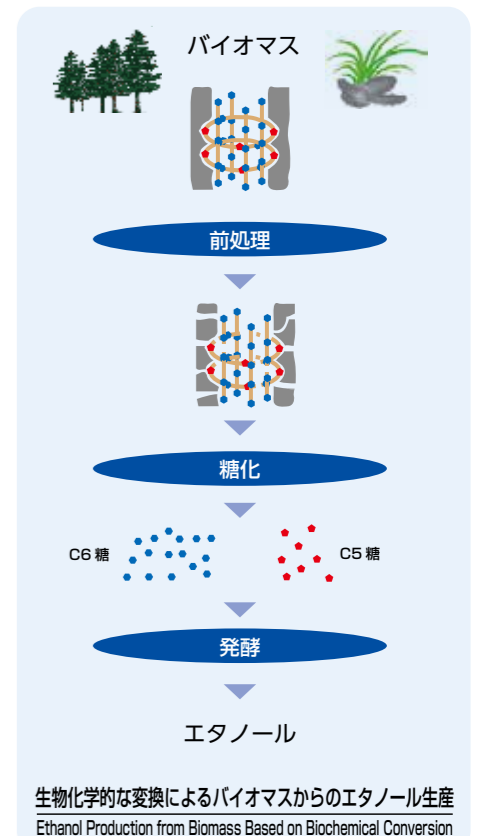 バイオマス
前処理
糖化
C6 糖
C5 糖
発酵
エタノール
生物化学的な変換によるバイオマスからのエタノール生産
Ethanol Production from Biomass Based on Biochemical Conversion